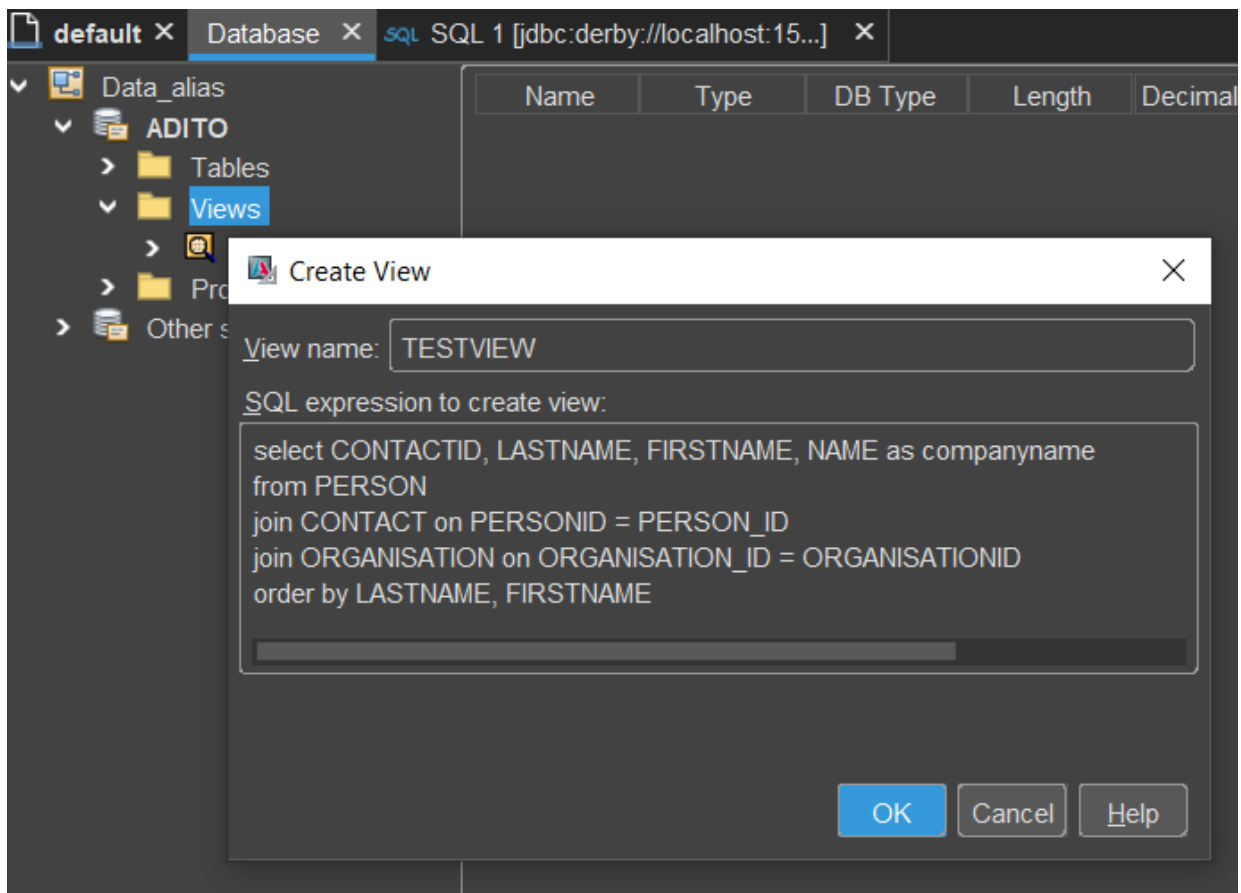 default Database SQL SQL 1 [jdbc:derby://localhost:15...]
Data_alias
Name Type DB Type Length Decimal
ADITO
Tables
Views
Create View
Other
View name: TESTVIEW
SQL expression to create view:
select CONTACTID, LASTNAME, FIRSTNAME, NAME as companyname
from PERSON
join CONTACT on PERSONID = PERSON_ID
join ORGANISATION on ORGANISATION_ID = ORGANISATIONID
order by LASTNAME, FIRSTNAME
OK Cancel Help